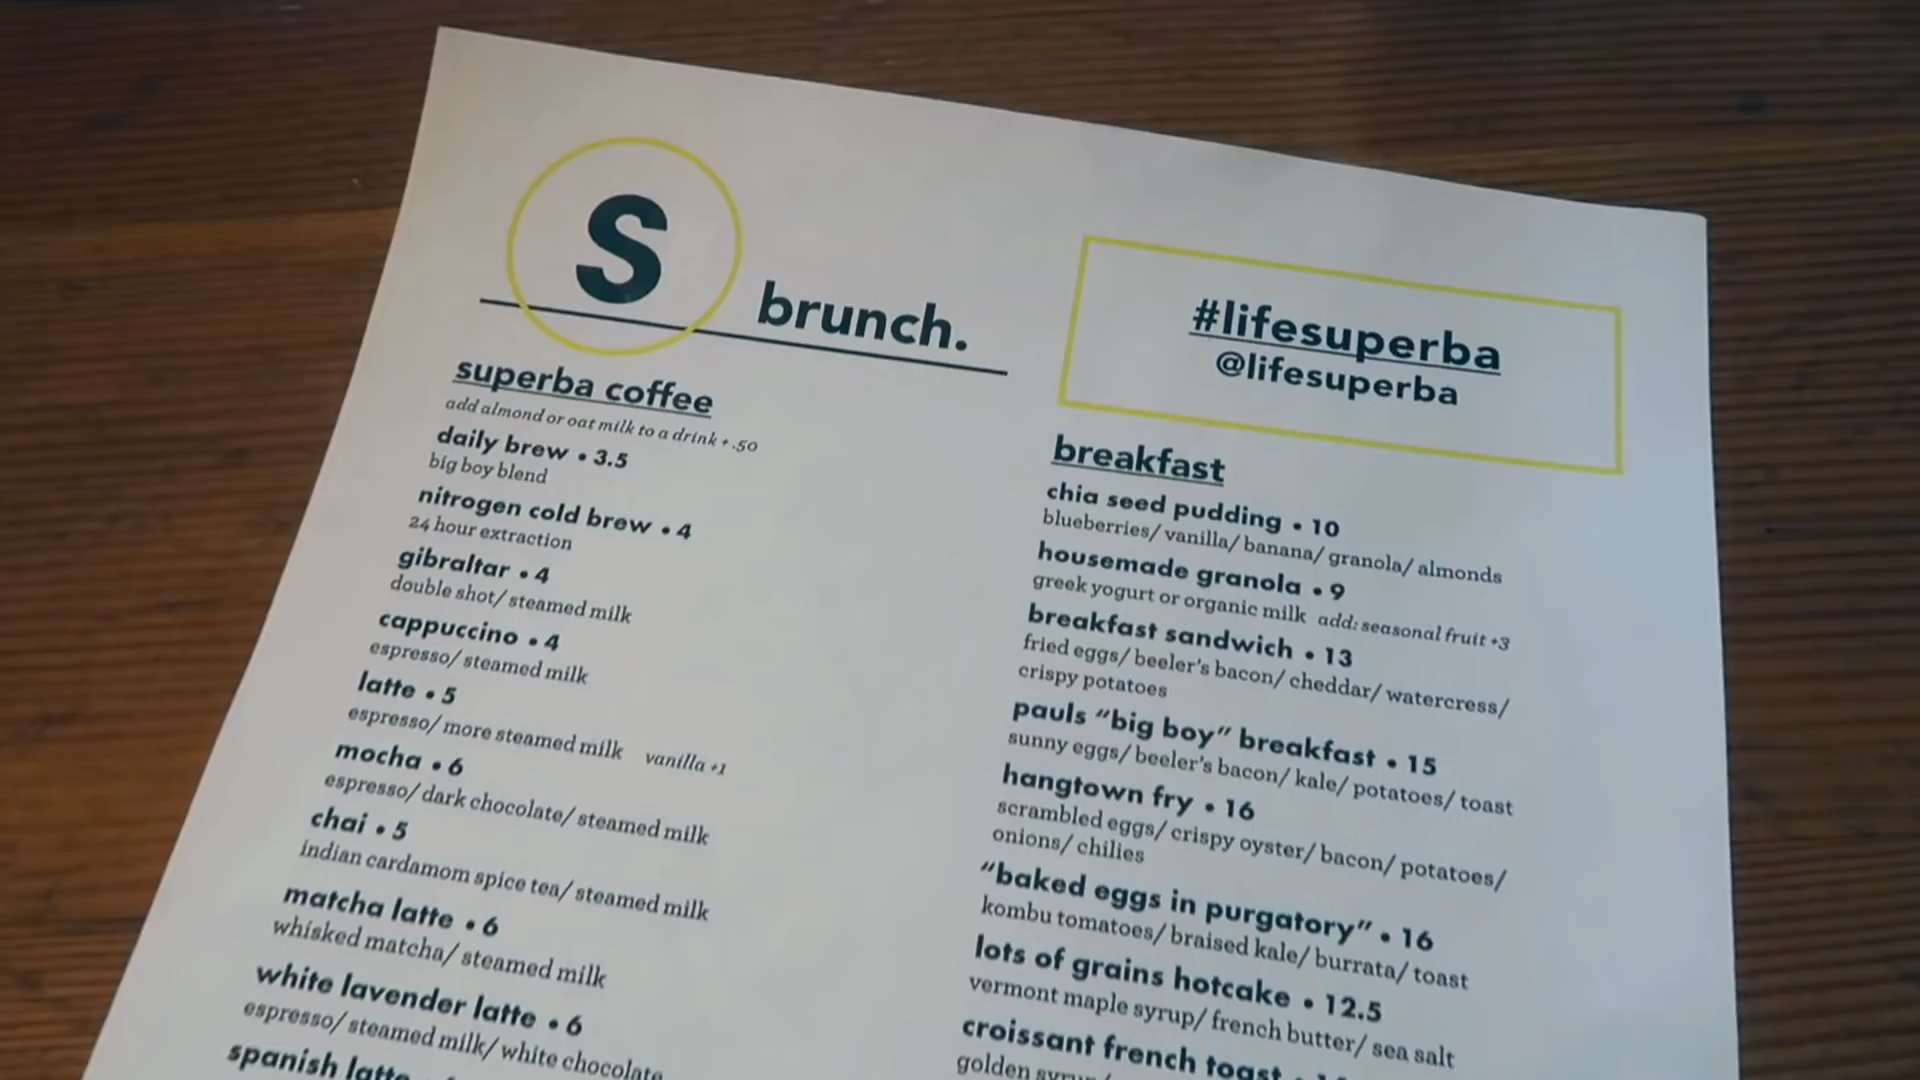 S
brunch.
superba coffee
add almond or oat milk to a drink + .50
daily brew • 3.5
big boy blend
nitrogen cold brew • 4
24 hour extraction
gibraltar • 4
double shot/ steamed milk
cappuccino • 4
espresso/ steamed milk
latte • 5
espresso/ more steamed milk vanilla +1
mocha • 6
espresso/ dark chocolate/ steamed milk
chai • 5
indian cardamom spice tea/ steamed milk
matcha latte • 6
whisked matcha/ steamed milk
white lavender latte • 6
espresso/ steamed milk/ white chocolate
spanish latte
#lifesuperba
@lifesuperba
breakfast
chia seed pudding • 10
blueberries/ vanilla/ banana/ granola/ almonds
housemade granola • 9
greek yogurt or organic milk add: seasonal fruit +3
breakfast sandwich • 13
fried eggs/ beeler's bacon/ cheddar/ watercress/
crispy potatoes
pauls “big boy” breakfast • 15
sunny eggs/ beeler's bacon/ kale/ potatoes/ toast
hangtown fry • 16
scrambled eggs/ crispy oyster/ bacon/ potatoes/
onions/ chilies
“baked eggs in purgatory” • 16
kombu tomatoes/ braised kale/ burrata/ toast
lots of grains hotcake • 12.5
vermont maple syrup/ french butter/ sea salt
croissant french toast •
golden syrup/